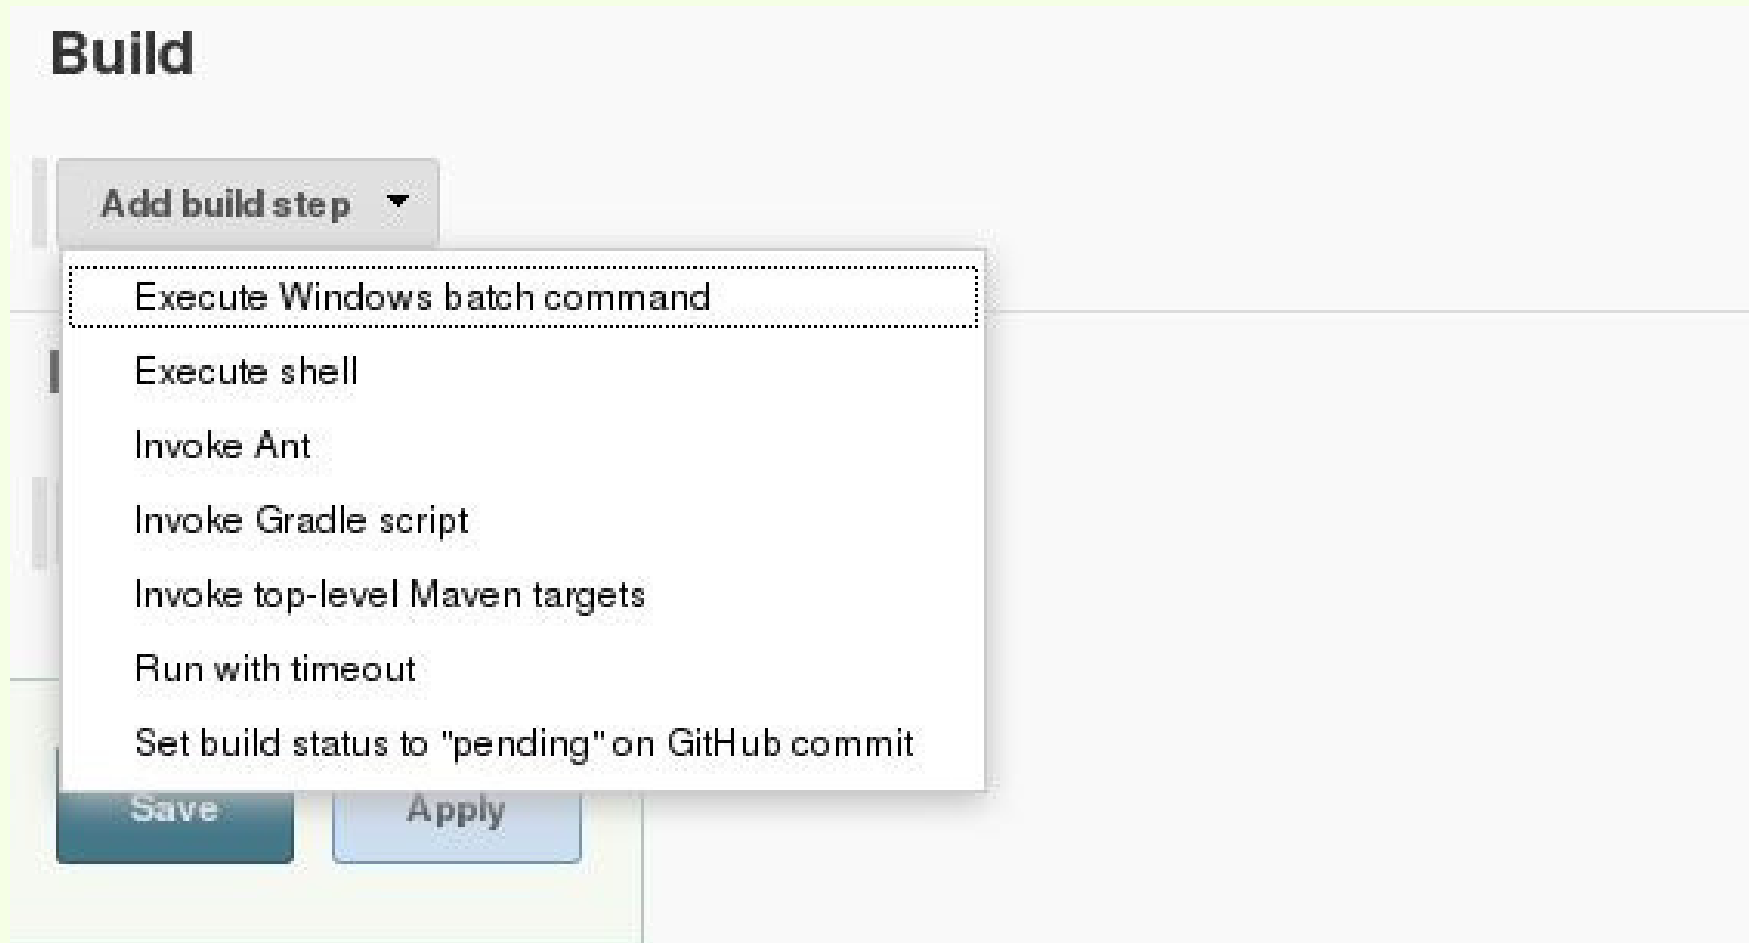 Build
Add build step
Execute Windows batch command
Execute shell
Invoke Ant
Invoke Gradle script
Invoke top-level Maven targets
Run with timeout
Set build status to "pending" on GitHub commit
Save
Apply